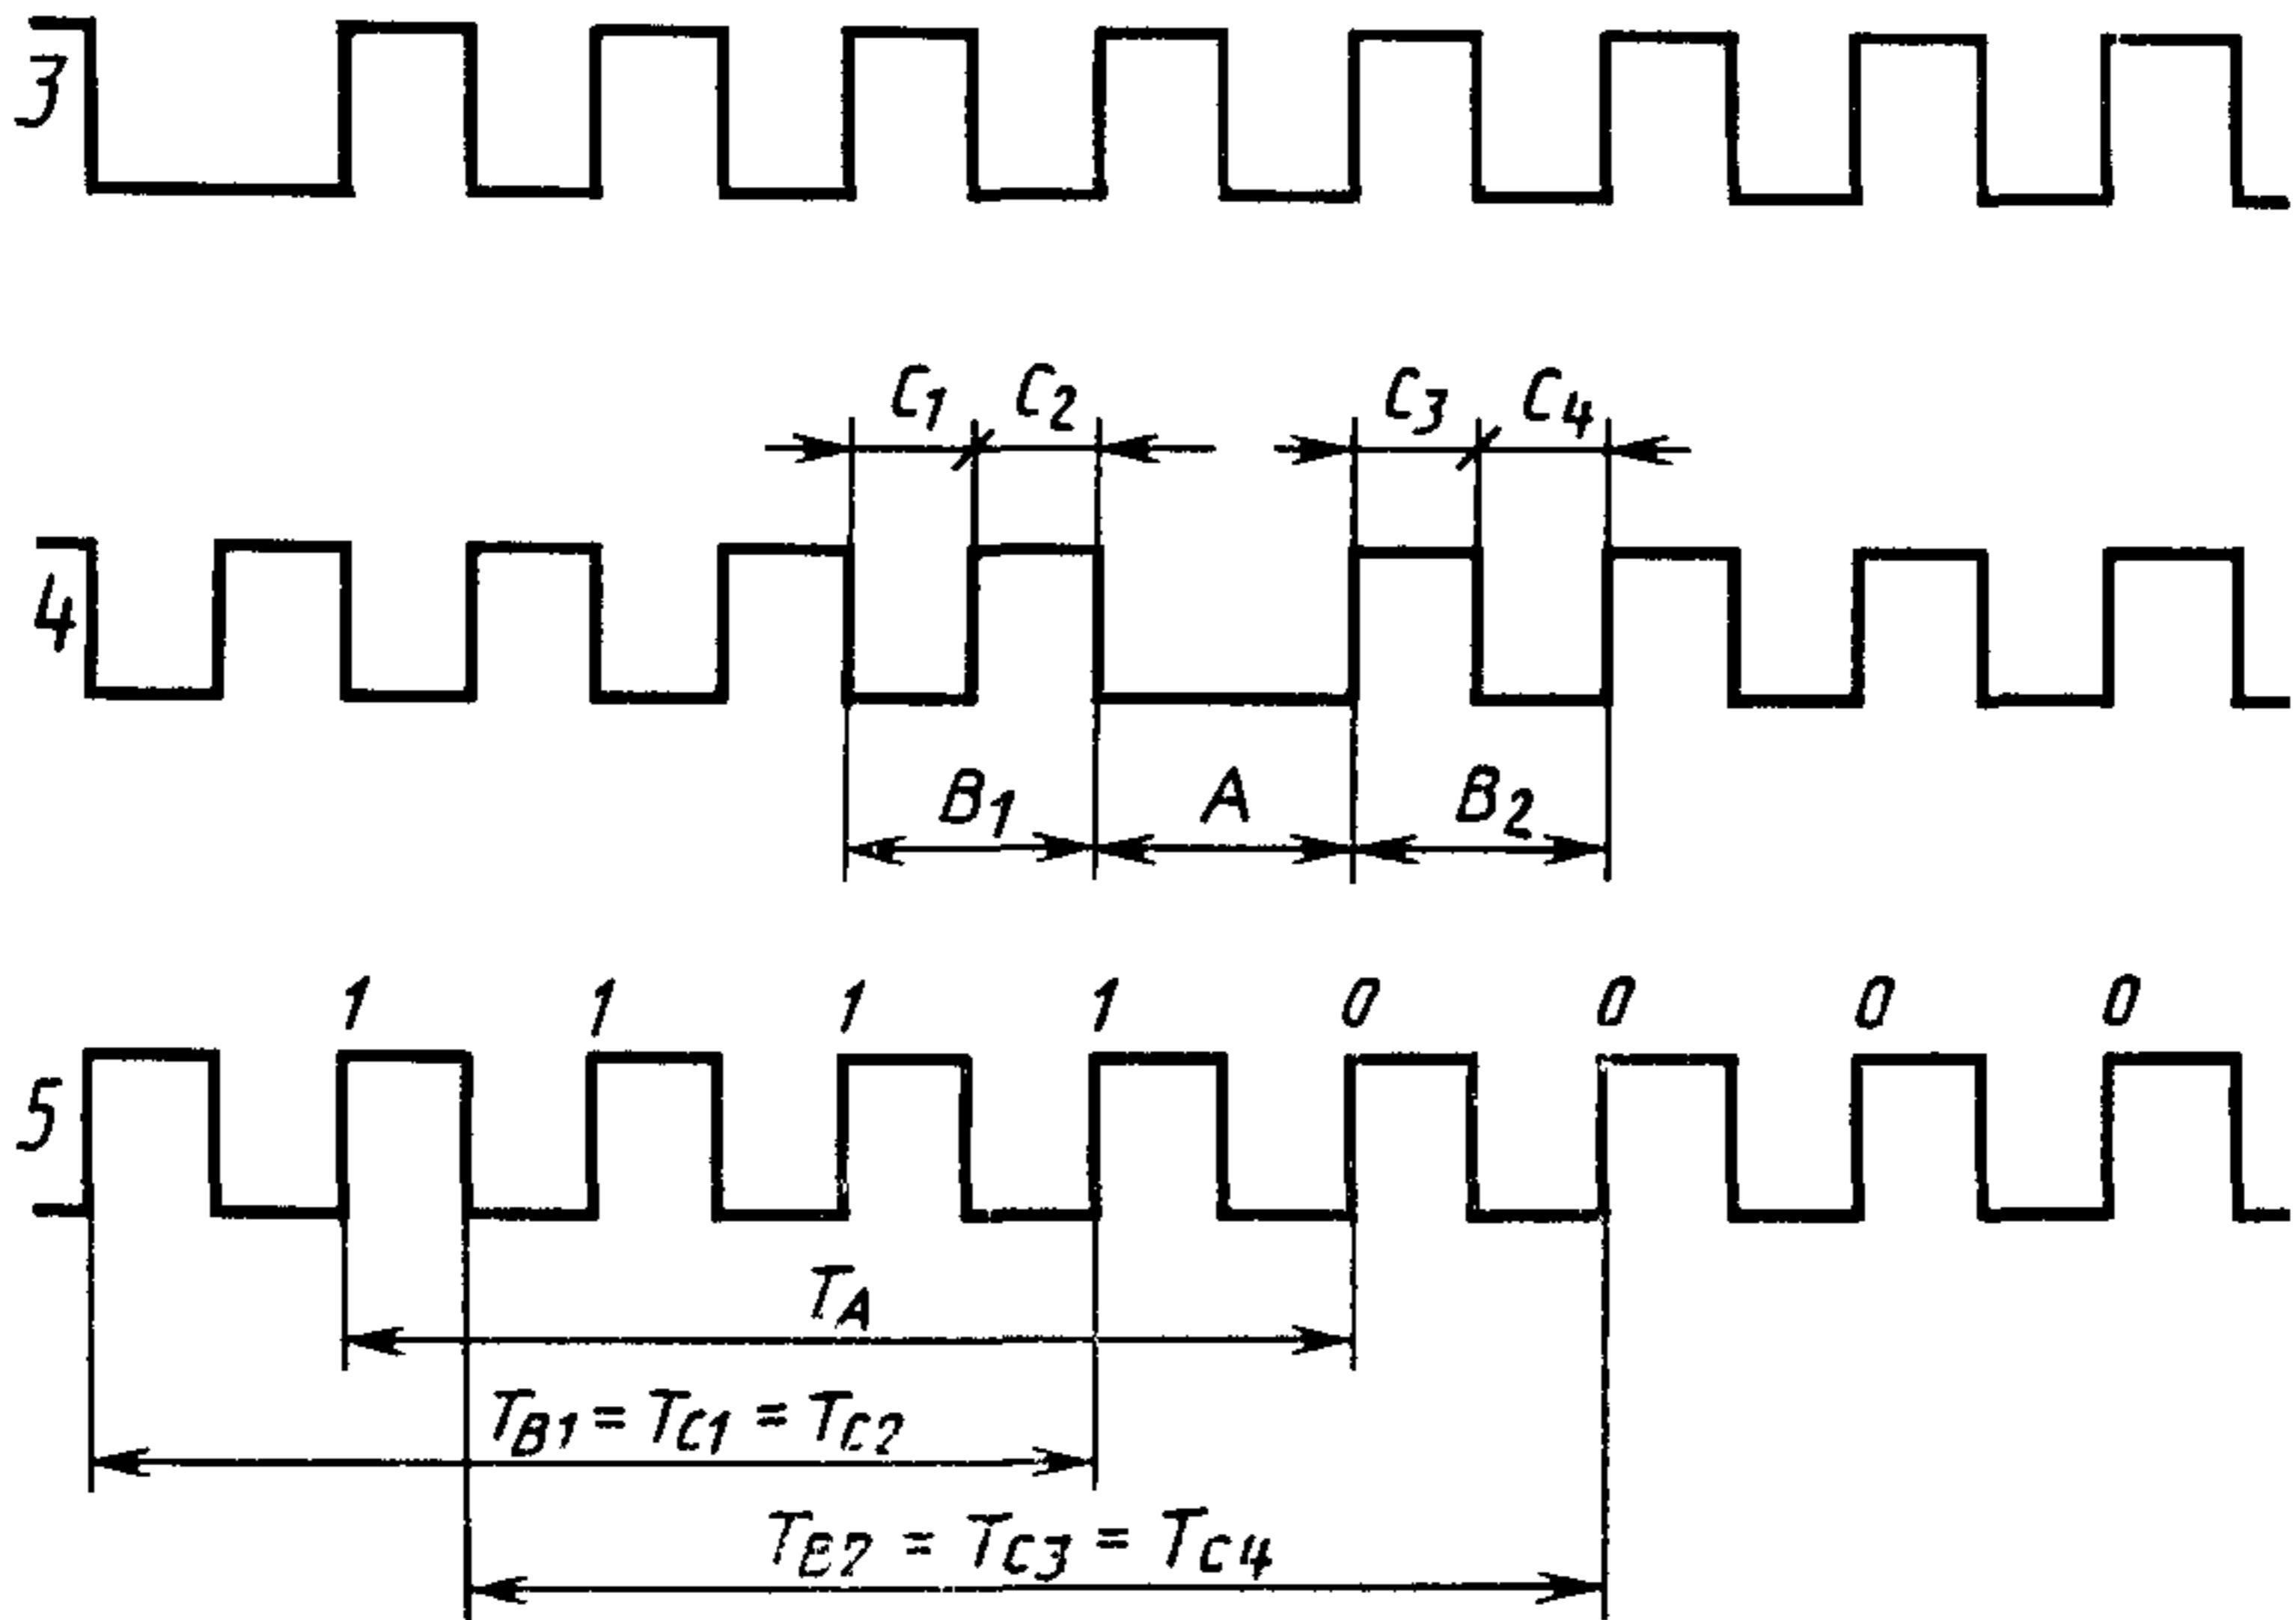 3
C1 C2 C3 C4
4
B1 A B2
1 1 1 1 0 0 0 0
5
TA
TB1 = TC1 = TC2
TB2 = TC3 = TC4